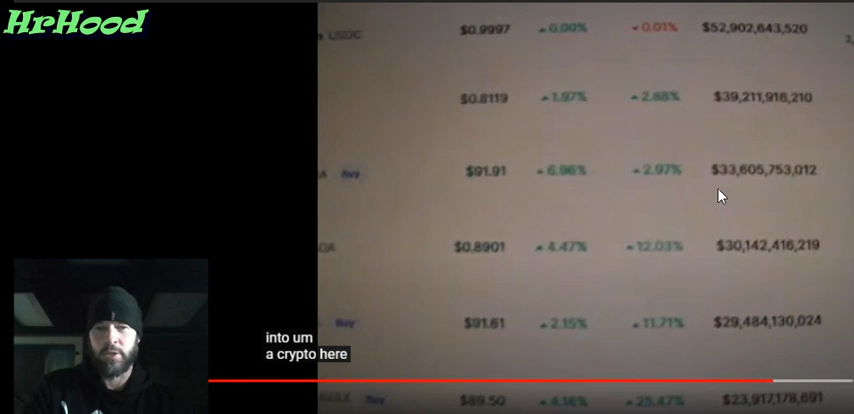 HrHood
USDC $0.9997 0.00% 0.01% $52,902,643,520
$0.8119 1.97% 2.88% $39,211,916,210
A Buy $91.91 6.96% 2.97% $33,605,753,012
DA $0.8901 4.47% 12.03% $30,142,416,219
Buy $91.61 2.15% 11.71% $29,484,130,024
into um
a crypto here
AVAX Buy $89.50 4.16% 25.47% $23,917,178,691